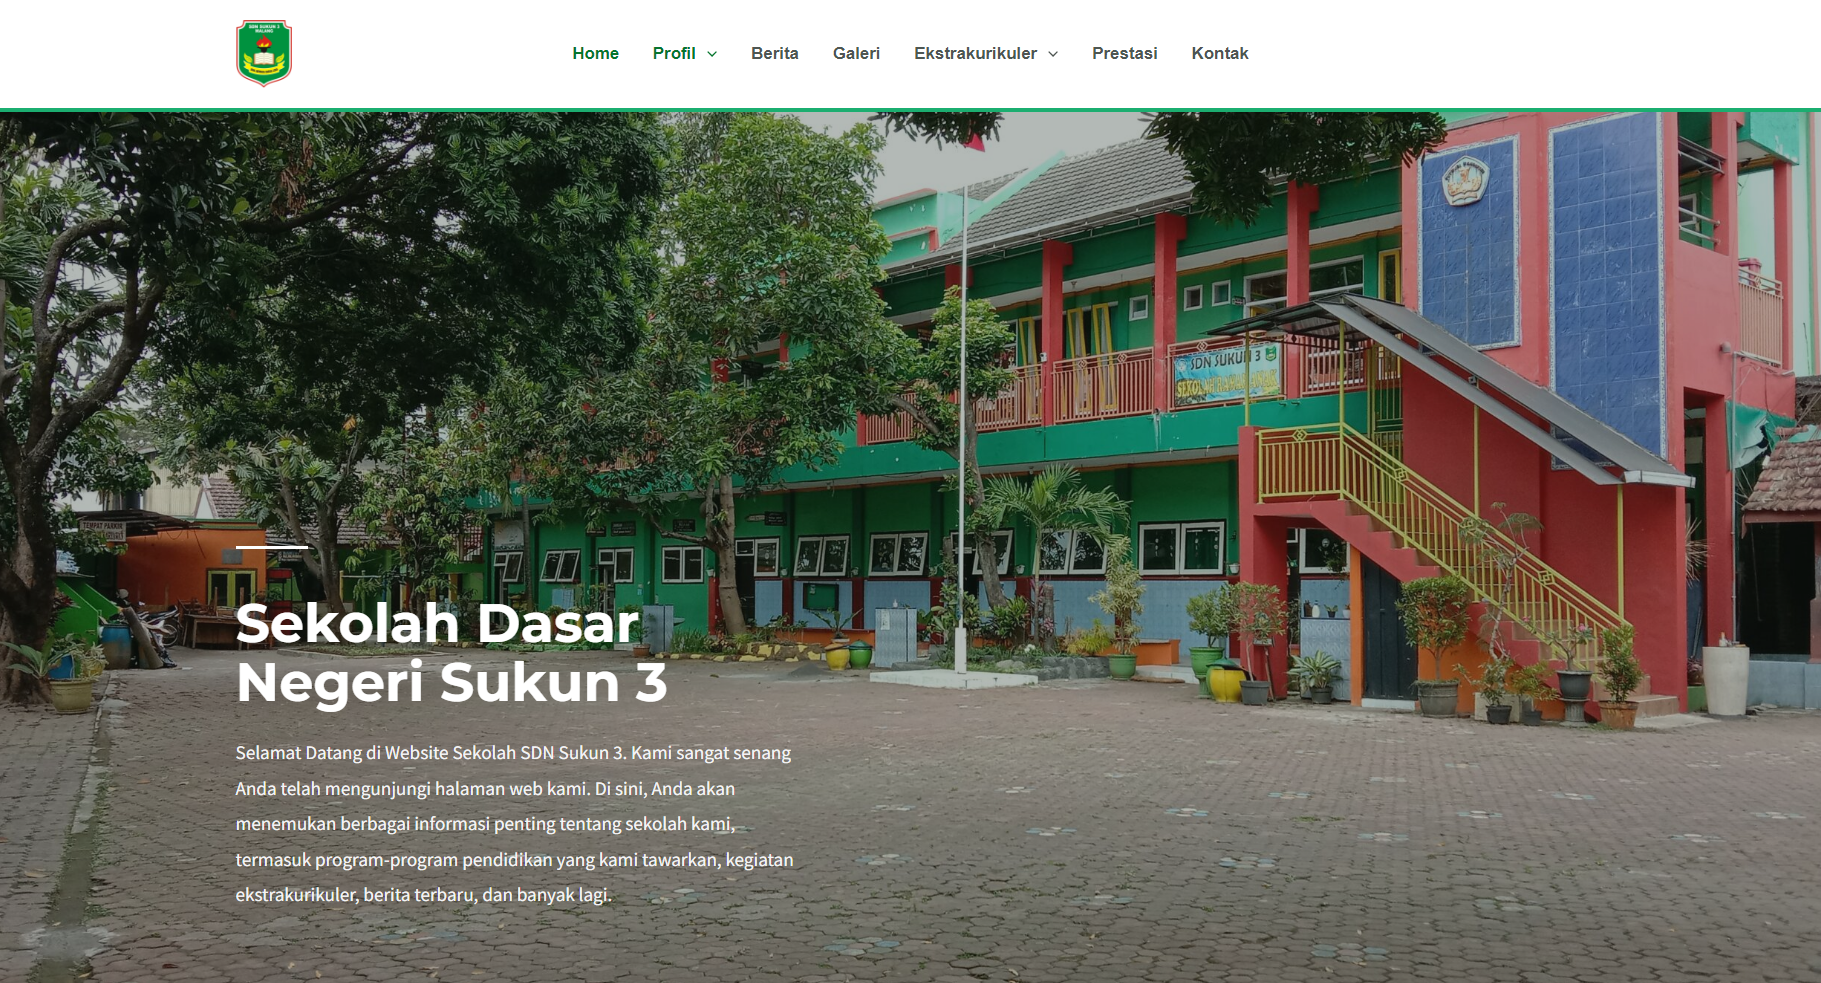 SDN SUKUN 3
MALANG
Home
Profil
Berita
Galeri
Ekstrakurikuler
Prestasi
Kontak
SDN SUKUN 3
TEMPAT PARKIR
Sekolah Dasar
Negeri Sukun 3
Selamat Datang di Website Sekolah SDN Sukun 3. Kami sangat senang
Anda telah mengunjungi halaman web kami. Di sini, Anda akan
menemukan berbagai informasi penting tentang sekolah kami,
termasuk program-program pendidikan yang kami tawarkan, kegiatan
ekstrakurikuler, berita terbaru, dan banyak lagi.